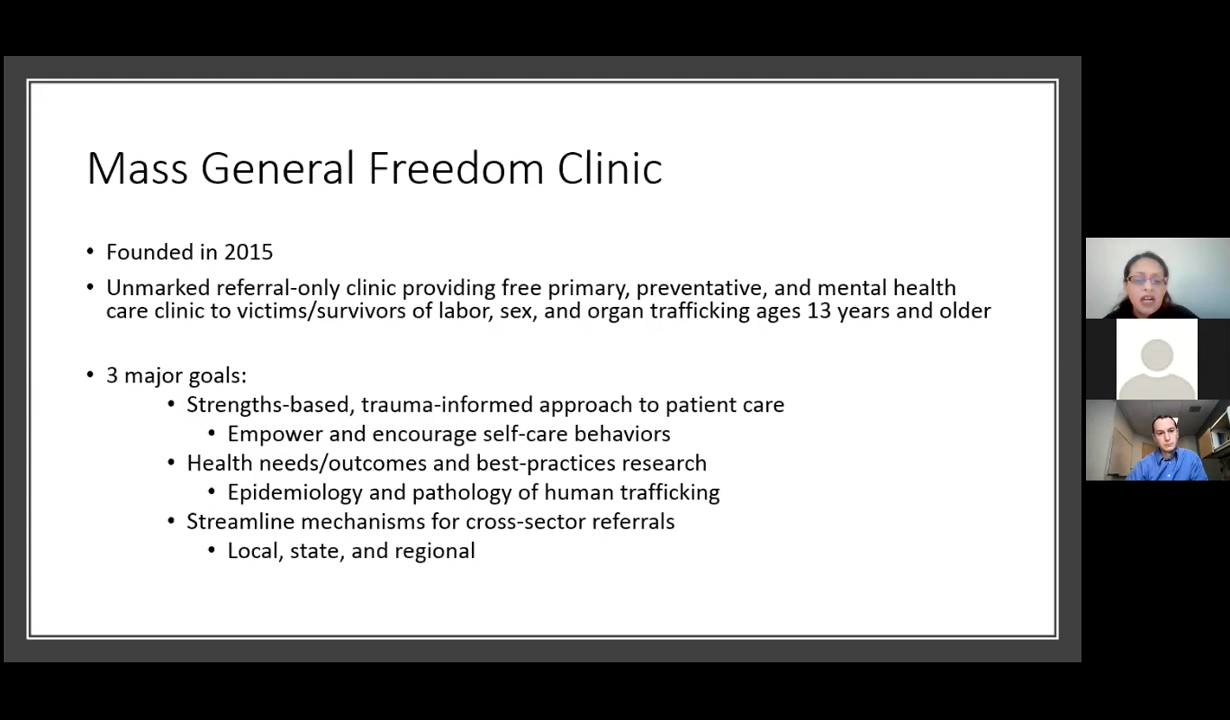 Mass General Freedom Clinic
• Founded in 2015
• Unmarked referral-only clinic providing free primary, preventative, and mental health
care clinic to victims/survivors of labor, sex, and organ trafficking ages 13 years and older
• 3 major goals:
• Strengths-based, trauma-informed approach to patient care
• Empower and encourage self-care behaviors
• Health needs/outcomes and best-practices research
• Epidemiology and pathology of human trafficking
• Streamline mechanisms for cross-sector referrals
• Local, state, and regional